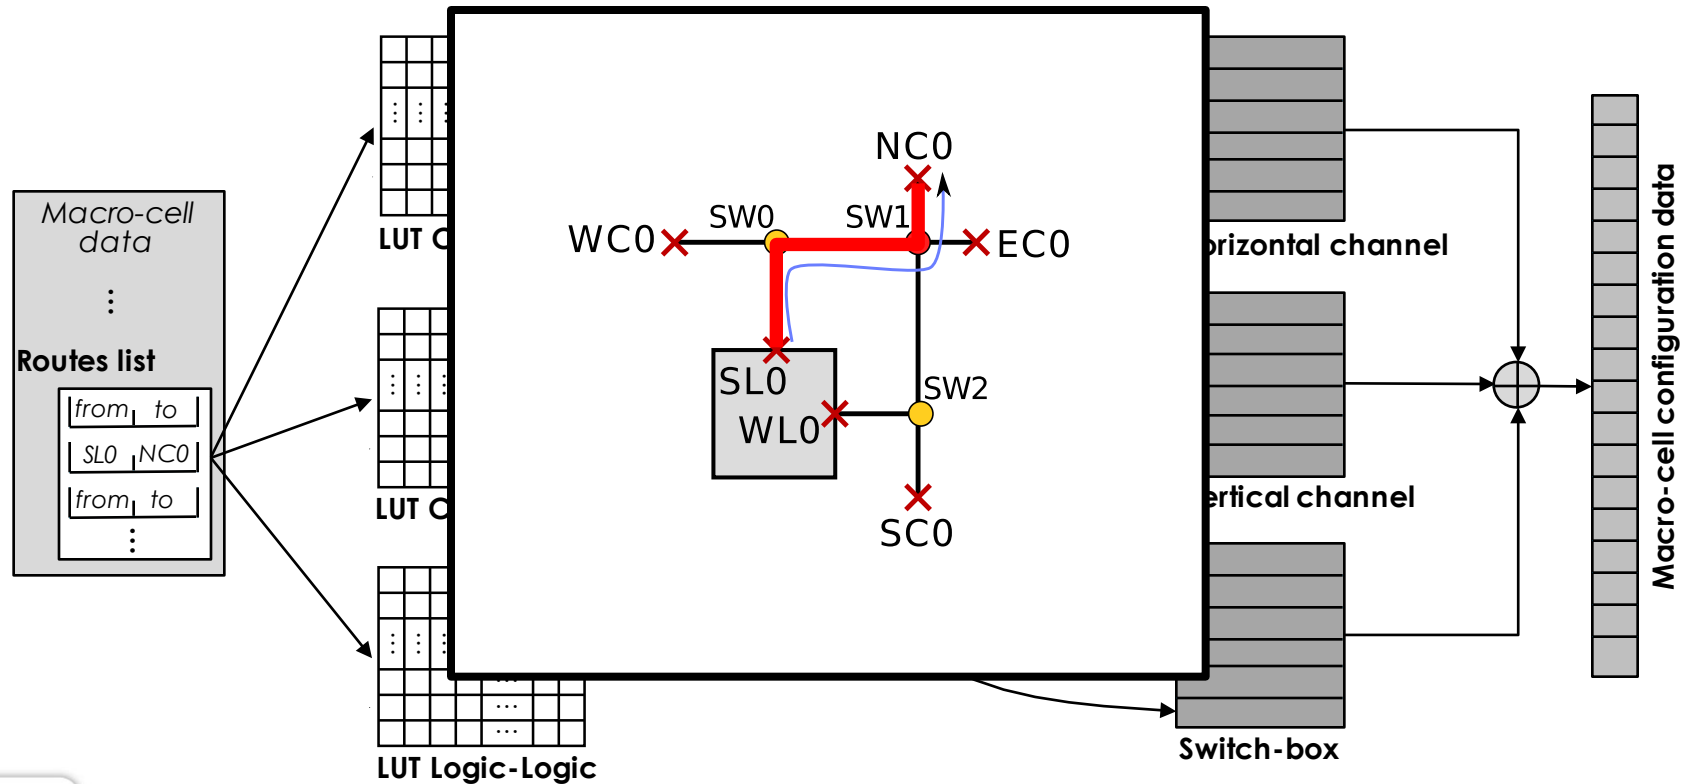 Macro-cell
data
⋮
Routes list
from to
SL0 NC0
from to
⋮
LUT C
LUT C
LUT Logic-Logic
NC0
SW0
SW1
WC0
EC0
SL0
SW2
WL0
SC0
orizontal channel
ertical channel
Switch-box
Macro-cell configuration data